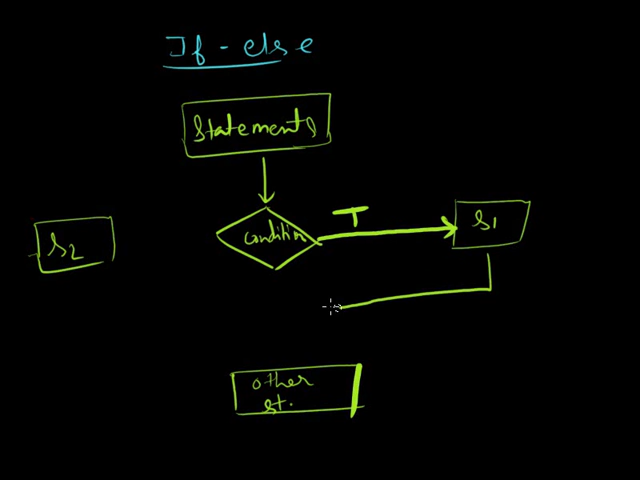 If-else
Statements
condition
T
S1
S2
other
st.